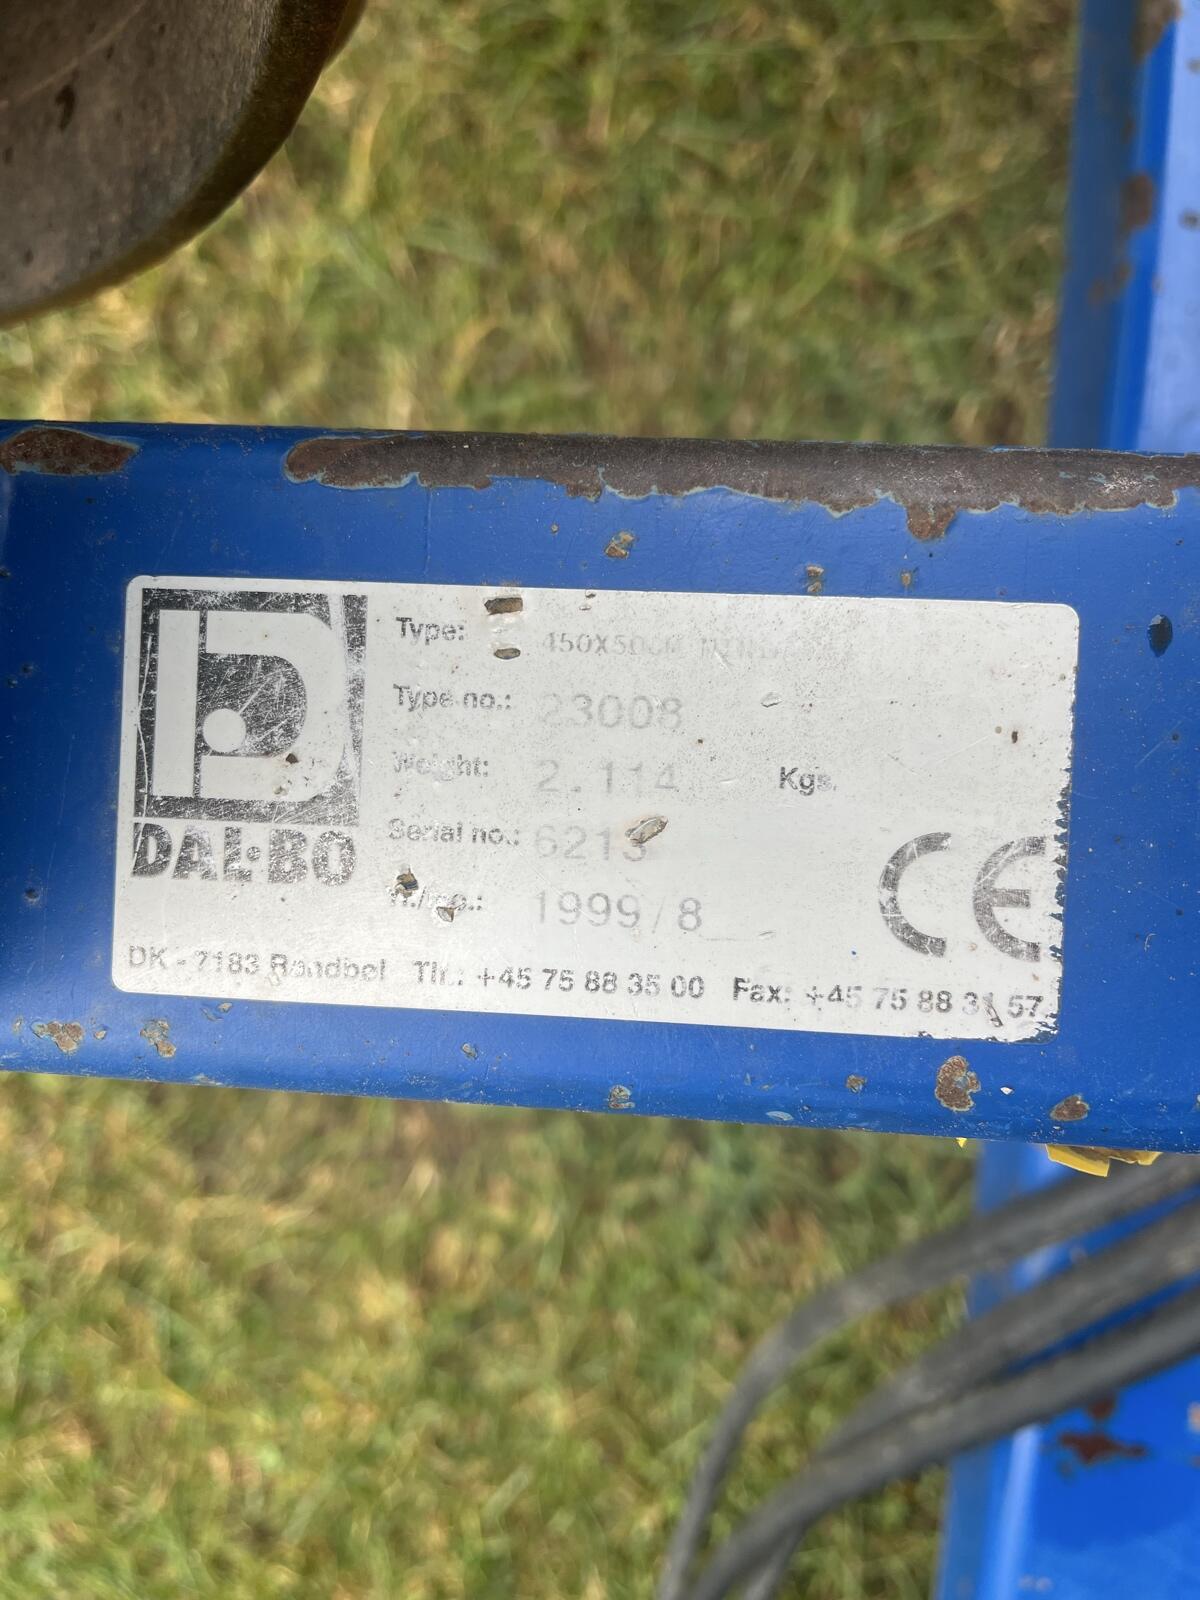 DAL·BO
Type: 450X50CM
Type no.: 23008
Weight: 2.114 Kgs.
Serial no.: 6213
1999/8
CE
DK - 7183 Randbøl Tlf.: +45 75 88 35 00 Fax: +45 75 88 31 57